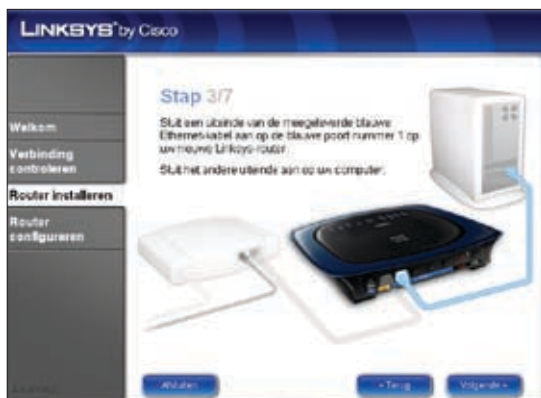 LINKSYS® by Cisco
Stap 3/7
Sluit een uiteinde van de meegeleverde blauwe
Ethernet-kabel aan op de blauwe poort nummer 1 op
uw nieuwe Linksys-router.
Sluit het andere uiteinde aan op uw computer.
Welkom
Verbinding
controleren
Router installeren
Router
configureren
Afsluiten
« Terug
Volgende »